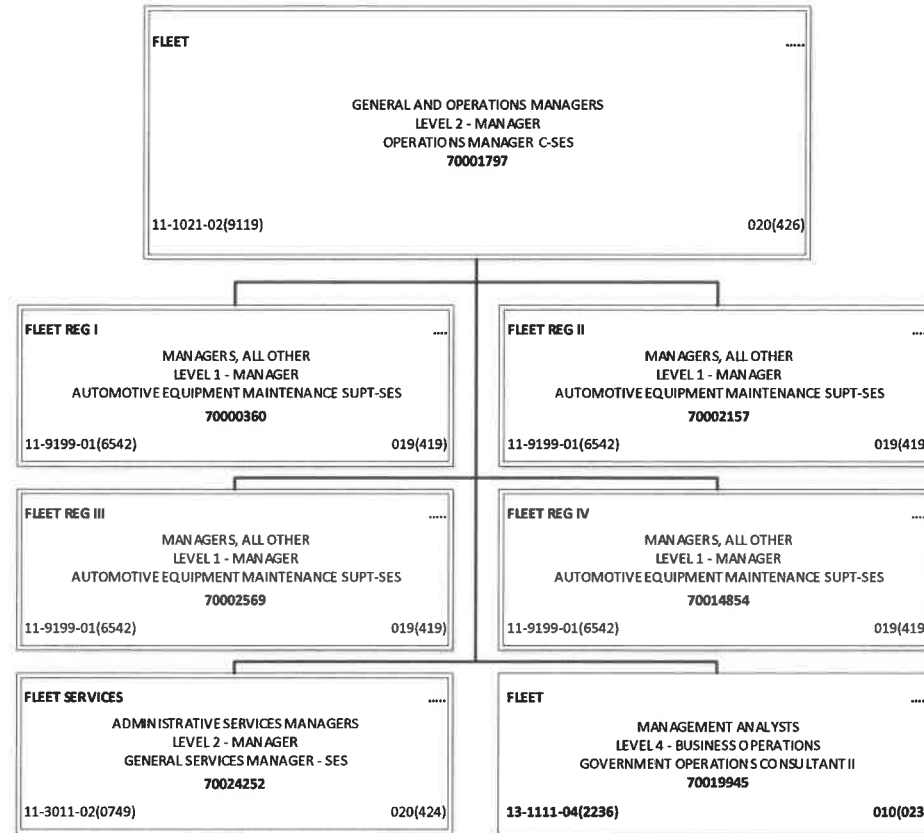 FLEET .....
GENERAL AND OPERATIONS MANAGERS
LEVEL 2 - MANAGER
OPERATIONS MANAGER C-SES
70001797
11-1021-02(9119) 020(426)
FLEET REG I ....
MANAGERS, ALL OTHER
LEVEL 1 - MANAGER
AUTOMOTIVE EQUIPMENT MAINTENANCE SUPT-SES
70000360
11-9199-01(6542) 019(419)
FLEET REG II ....
MANAGERS, ALL OTHER
LEVEL 1 - MANAGER
AUTOMOTIVE EQUIPMENT MAINTENANCE SUPT-SES
70002157
11-9199-01(6542) 019(419
FLEET REG III .....
MANAGERS, ALL OTHER
LEVEL 1 - MANAGER
AUTOMOTIVE EQUIPMENT MAINTENANCE SUPT-SES
70002569
11-9199-01(6542) 019(419)
FLEET REG IV ....
MANAGERS, ALL OTHER
LEVEL 1 - MANAGER
AUTOMOTIVE EQUIPMENT MAINTENANCE SUPT-SES
70014854
11-9199-01(6542) 019(419
FLEET SERVICES .....
ADMINISTRATIVE SERVICES MANAGERS
LEVEL 2 - MANAGER
GENERAL SERVICES MANAGER - SES
70024252
11-3011-02(0749) 020(424)
FLEET ....
MANAGEMENT ANALYSTS
LEVEL 4 - BUSINESS OPERATIONS
GOVERNMENT OPERATIONS CONSULTANT II
70019945
13-1111-04(2236) 010(023